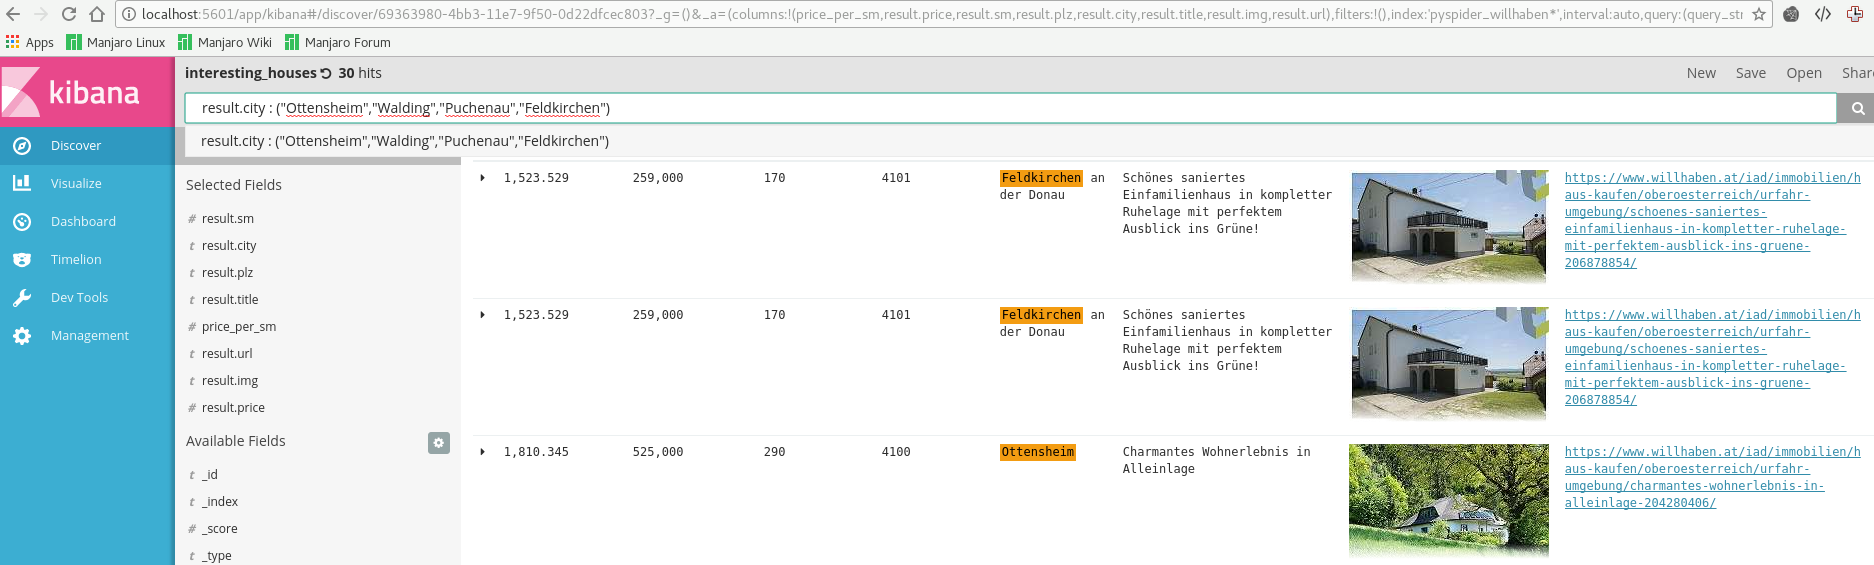 localhost:5601/app/kibana#/discover/69363980-4bb3-11e7-9f50-0d22dfcec803?_g=()&_a=(columns:!(price_per_sm,result.price,result.sm,result.plz,result.city,result.title,result.img,result.url),filters:!(),index:'pyspider_willhaben*',interval:auto,query:(query_str
Apps Manjaro Linux Manjaro Wiki Manjaro Forum
kibana
interesting_houses 30 hits
New Save Open Share
result.city : ("Ottensheim","Walding","Puchenau","Feldkirchen")
result.city : ("Ottensheim","Walding","Puchenau","Feldkirchen")
Discover
Visualize
Dashboard
Timelion
Dev Tools
Management
Selected Fields
# result.sm
t result.city
t result.plz
t result.title
# price_per_sm
t result.url
t result.img
# result.price
Available Fields
t _id
t _index
# _score
t _type
1,523.529 259,000 170 4101
Feldkirchen an
der Donau
Schönes saniertes
Einfamilienhaus in kompletter
Ruhelage mit perfektem
Ausblick ins Grüne!
https://www.willhaben.at/iad/immobilien/h
aus-kaufen/oberoesterreich/urfahr-
umgebung/schoenes-saniertes-
einfamilienhaus-in-kompletter-ruhelage-
mit-perfektem-ausblick-ins-gruene-
206878854/
1,523.529 259,000 170 4101
Feldkirchen an
der Donau
Schönes saniertes
Einfamilienhaus in kompletter
Ruhelage mit perfektem
Ausblick ins Grüne!
https://www.willhaben.at/iad/immobilien/h
aus-kaufen/oberoesterreich/urfahr-
umgebung/schoenes-saniertes-
einfamilienhaus-in-kompletter-ruhelage-
mit-perfektem-ausblick-ins-gruene-
206878854/
1,810.345 525,000 290 4100
Ottensheim
Charmantes Wohnerlebnis in
Alleinlage
https://www.willhaben.at/iad/immobilien/h
aus-kaufen/oberoesterreich/urfahr-
umgebung/charmantes-wohnerlebnis-in-
alleinlage-204280406/